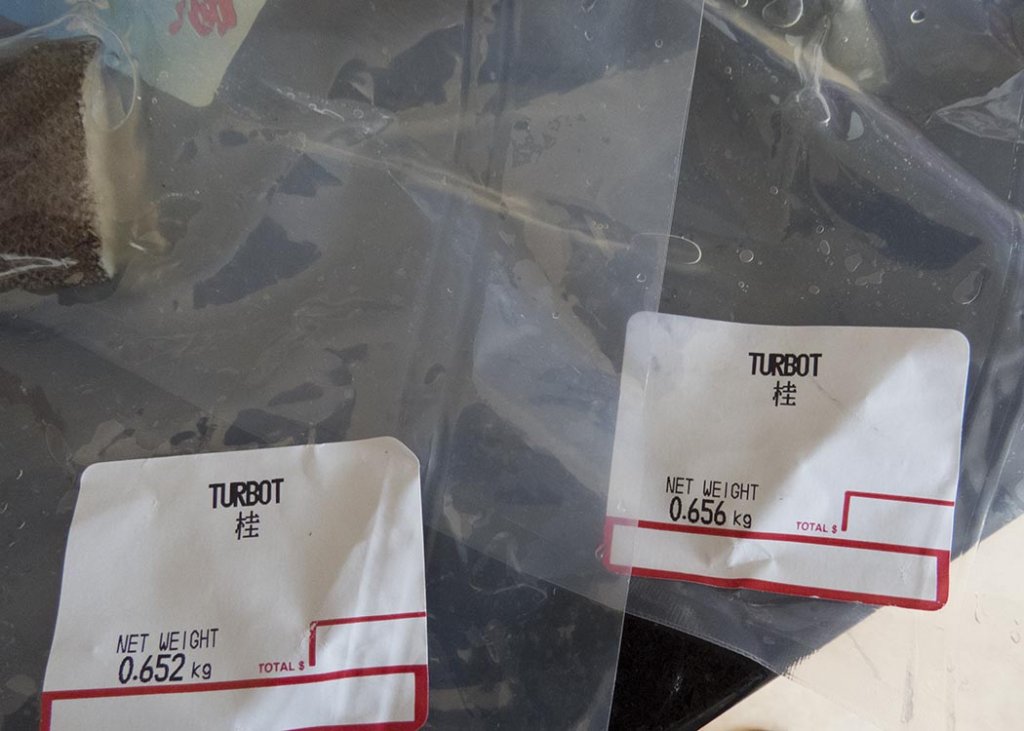 TURBOT
桂
NET WEIGHT
0.652 kg
TOTAL $
TURBOT
桂
NET WEIGHT
0.656 kg
TOTAL $